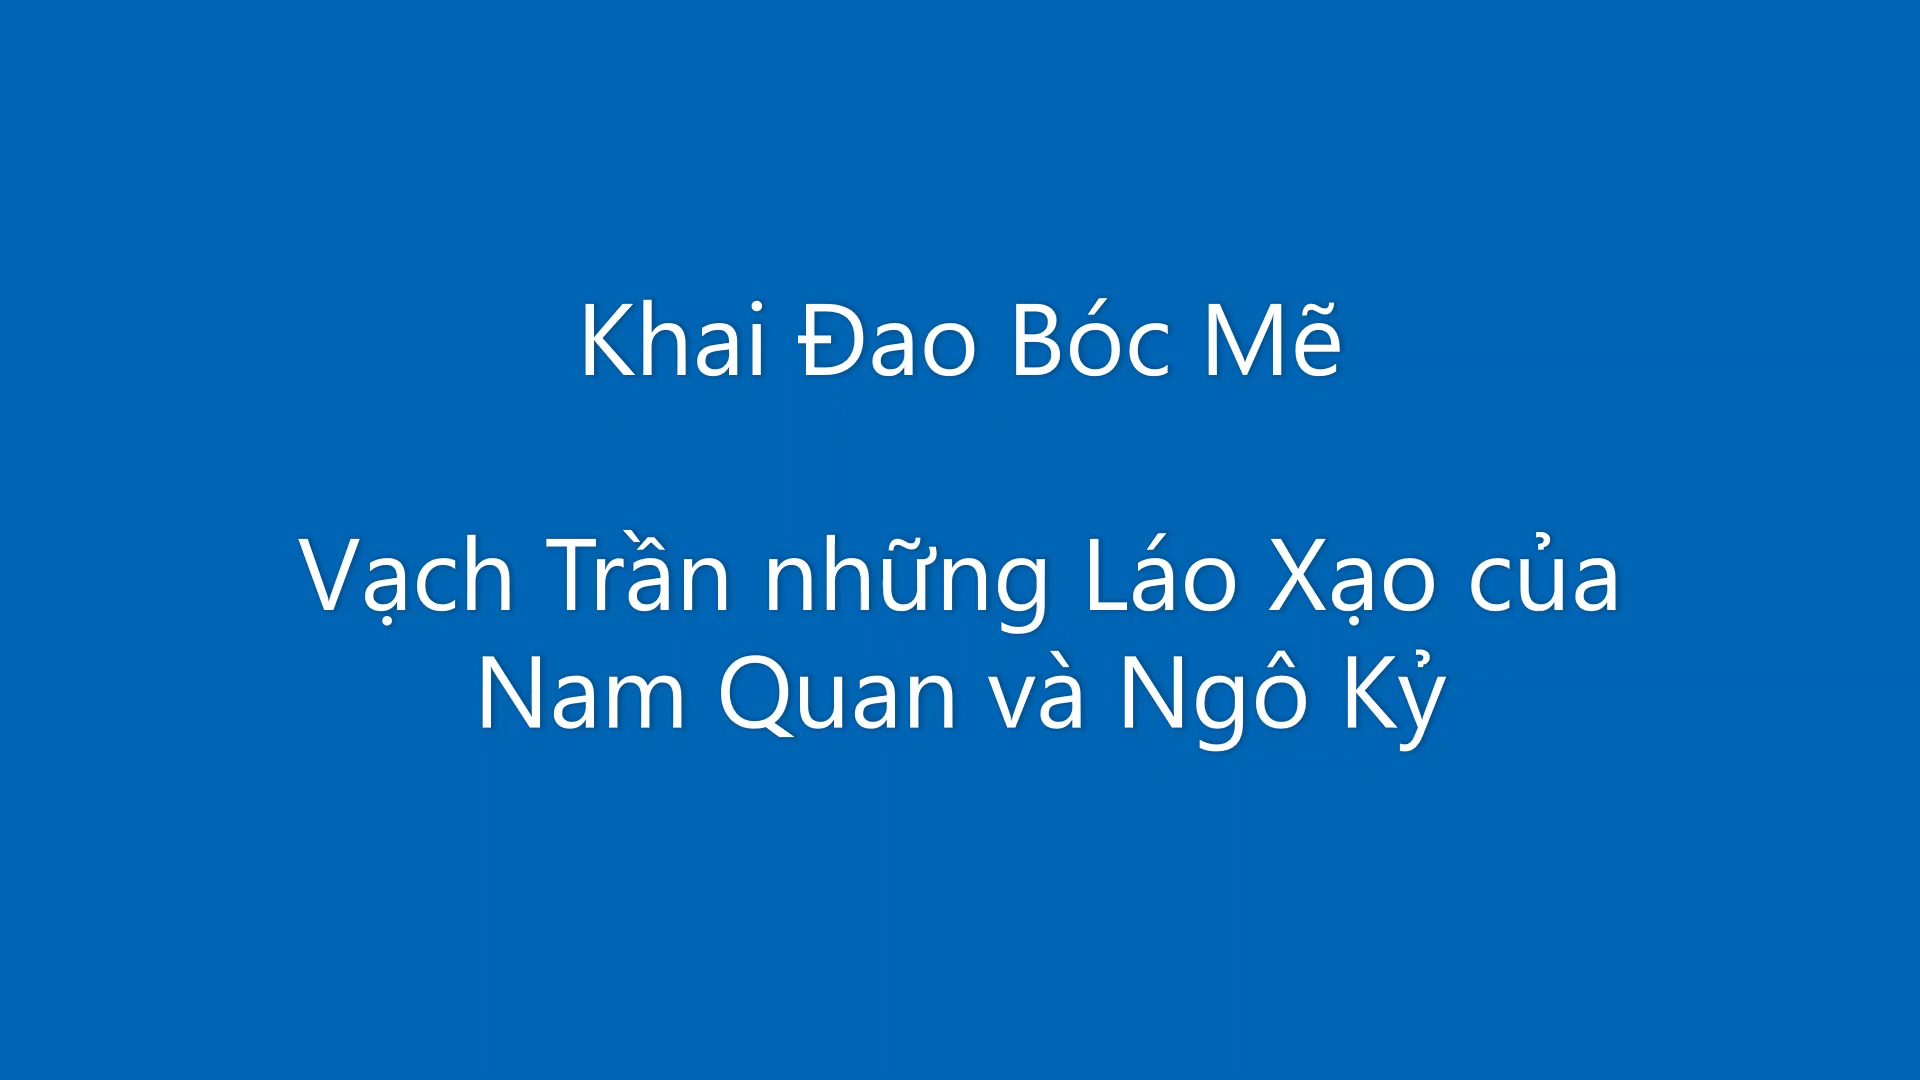 Khai Đao Bóc Mẽ
Vạch Trần những Láo Xạo của
Nam Quan và Ngô Kỷ